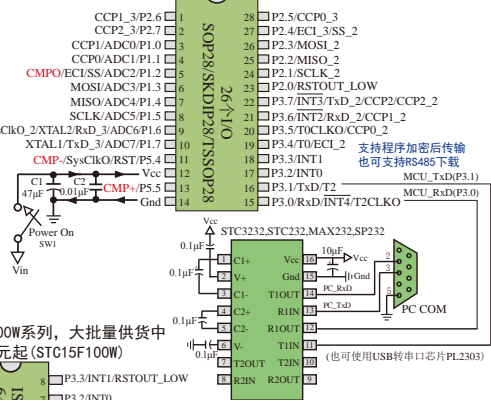 CCP1_3/P2.6 1
CCP2_3/P2.7 2
CCP1/ADC0/P1.0 3
CCP0/ADC1/P1.1 4
CMPO/ECI/SS/ADC2/P1.2 5
MOSI/ADC3/P1.3 6
MISO/ADC4/P1.4 7
SCLK/ADC5/P1.5 8
ClkO_2/XTAL2/RxD_3/ADC6/P1.6 9
XTAL1/TxD_3/ADC7/P1.7 10
CMP-/SysClkO/RST/P5.4 11
Vcc 12
CMP+/P5.5 13
Gnd 14
SOP28/SKDIP28/TSSOP28
26个I/O
28 P2.5/CCP0_3
27 P2.4/ECI_3/SS_2
26 P2.3/MOSI_2
25 P2.2/MISO_2
24 P2.1/SCLK_2
23 P2.0/RSTOUT_LOW
22 P3.7/INT3/TxD_2/CCP2/CCP2_2
21 P3.6/INT2/RxD_2/CCP1_2
20 P3.5/T0CLKO/CCP0_2
19 P3.4/T0/ECI_2
18 P3.3/INT1
17 P3.2/INT0
16 P3.1/TxD/T2
15 P3.0/RxD/INT4/T2CLKO
支持程序加密后传输
也可支持RS485下载
MCU_TxD(P3.1)
MCU_RxD(P3.0)
C1
47μF
C2
0.01μF
Power On
SW1
Vin
Vcc
STC3232,STC232,MAX232,SP232
0.1μF
0.1μF
0.1μF
0.1μF
1 C1+
2 V+
3 C1-
4 C2+
5 C2-
6 V-
7 T2OUT
8 R2IN
Vcc 16
Gnd 15
T1OUT 14
R1IN 13
R1OUT 12
T1IN 11
T2IN 10
R2OUT 9
10μF
Vcc
Gnd
PC_RxD
PC_TxD
2
3
5
PC COM
(也可使用USB转串口芯片PL2303)
00W系列，大批量供货中
元起(STC15F100W)
8 P3.3/INT1/RSTOUT_LOW
7 P3.2/INT0